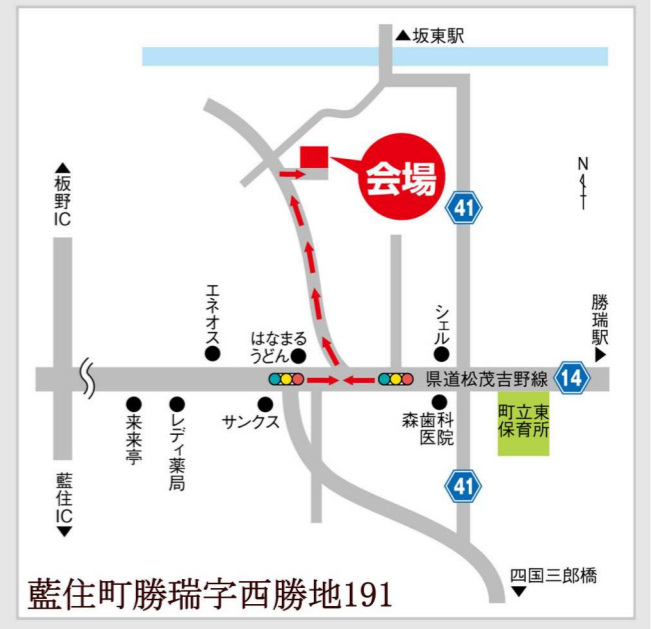 ▲坂東駅
N
▲板野IC
会場
41
エネオス
シェル
勝瑞駅▶
はなまる
うどん
県道松茂吉野線
14
来来亭
レディ薬局
サンクス
森歯科
医院
町立東
保育所
藍住IC▼
41
四国三郎橋
▼
藍住町勝瑞字西勝地191